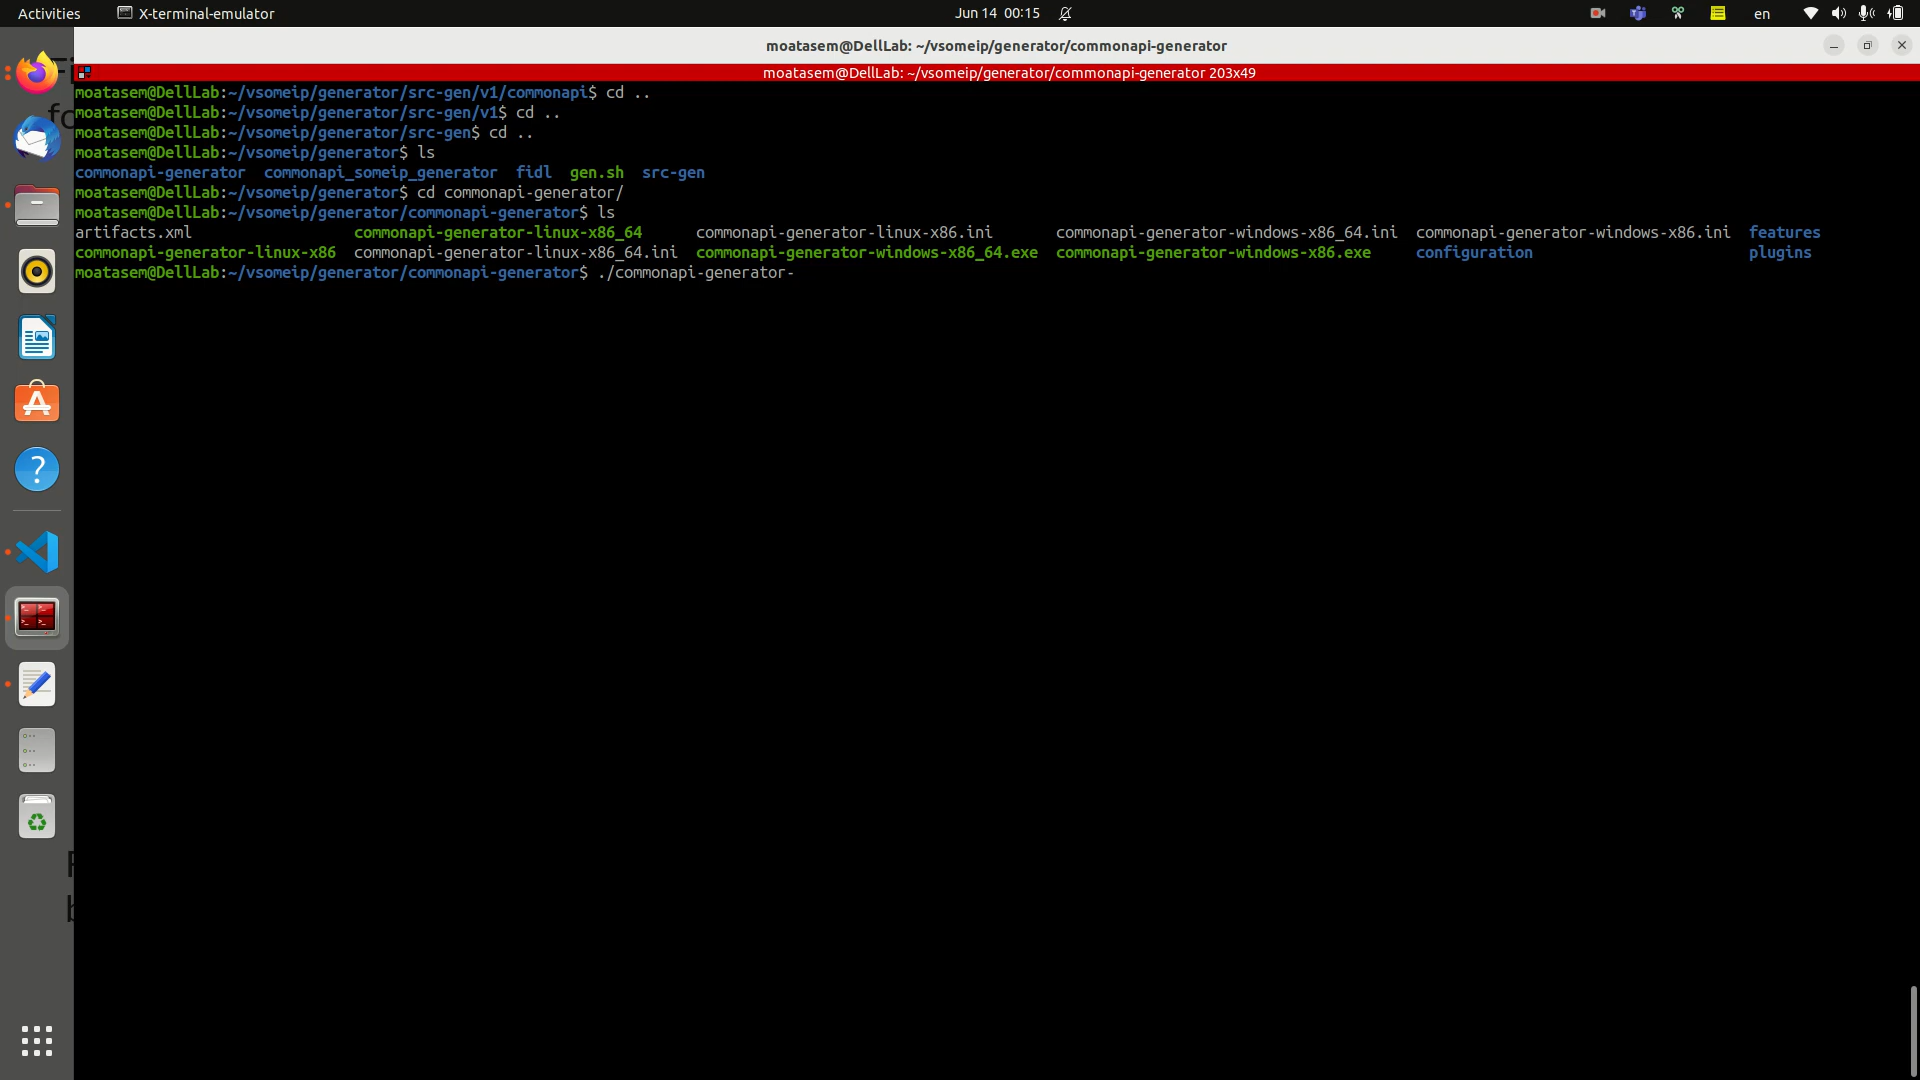 Activities X-terminal-emulator Jun 14 00:15 en
moatasem@DellLab: ~/vsomeip/generator/commonapi-generator
moatasem@DellLab: ~/vsomeip/generator/commonapi-generator 203x49
moatasem@DellLab:~/vsomeip/generator/src-gen/v1/commonapi$ cd ..
moatasem@DellLab:~/vsomeip/generator/src-gen/v1$ cd ..
moatasem@DellLab:~/vsomeip/generator/src-gen$ cd ..
moatasem@DellLab:~/vsomeip/generator$ ls
commonapi-generator commonapi_someip_generator fidl gen.sh src-gen
moatasem@DellLab:~/vsomeip/generator$ cd commonapi-generator/
moatasem@DellLab:~/vsomeip/generator/commonapi-generator$ ls
artifacts.xml commonapi-generator-linux-x86_64 commonapi-generator-linux-x86.ini commonapi-generator-windows-x86_64.ini commonapi-generator-windows-x86.ini features
commonapi-generator-linux-x86 commonapi-generator-linux-x86_64.ini commonapi-generator-windows-x86_64.exe commonapi-generator-windows-x86.exe configuration plugins
moatasem@DellLab:~/vsomeip/generator/commonapi-generator$ ./commonapi-generator-